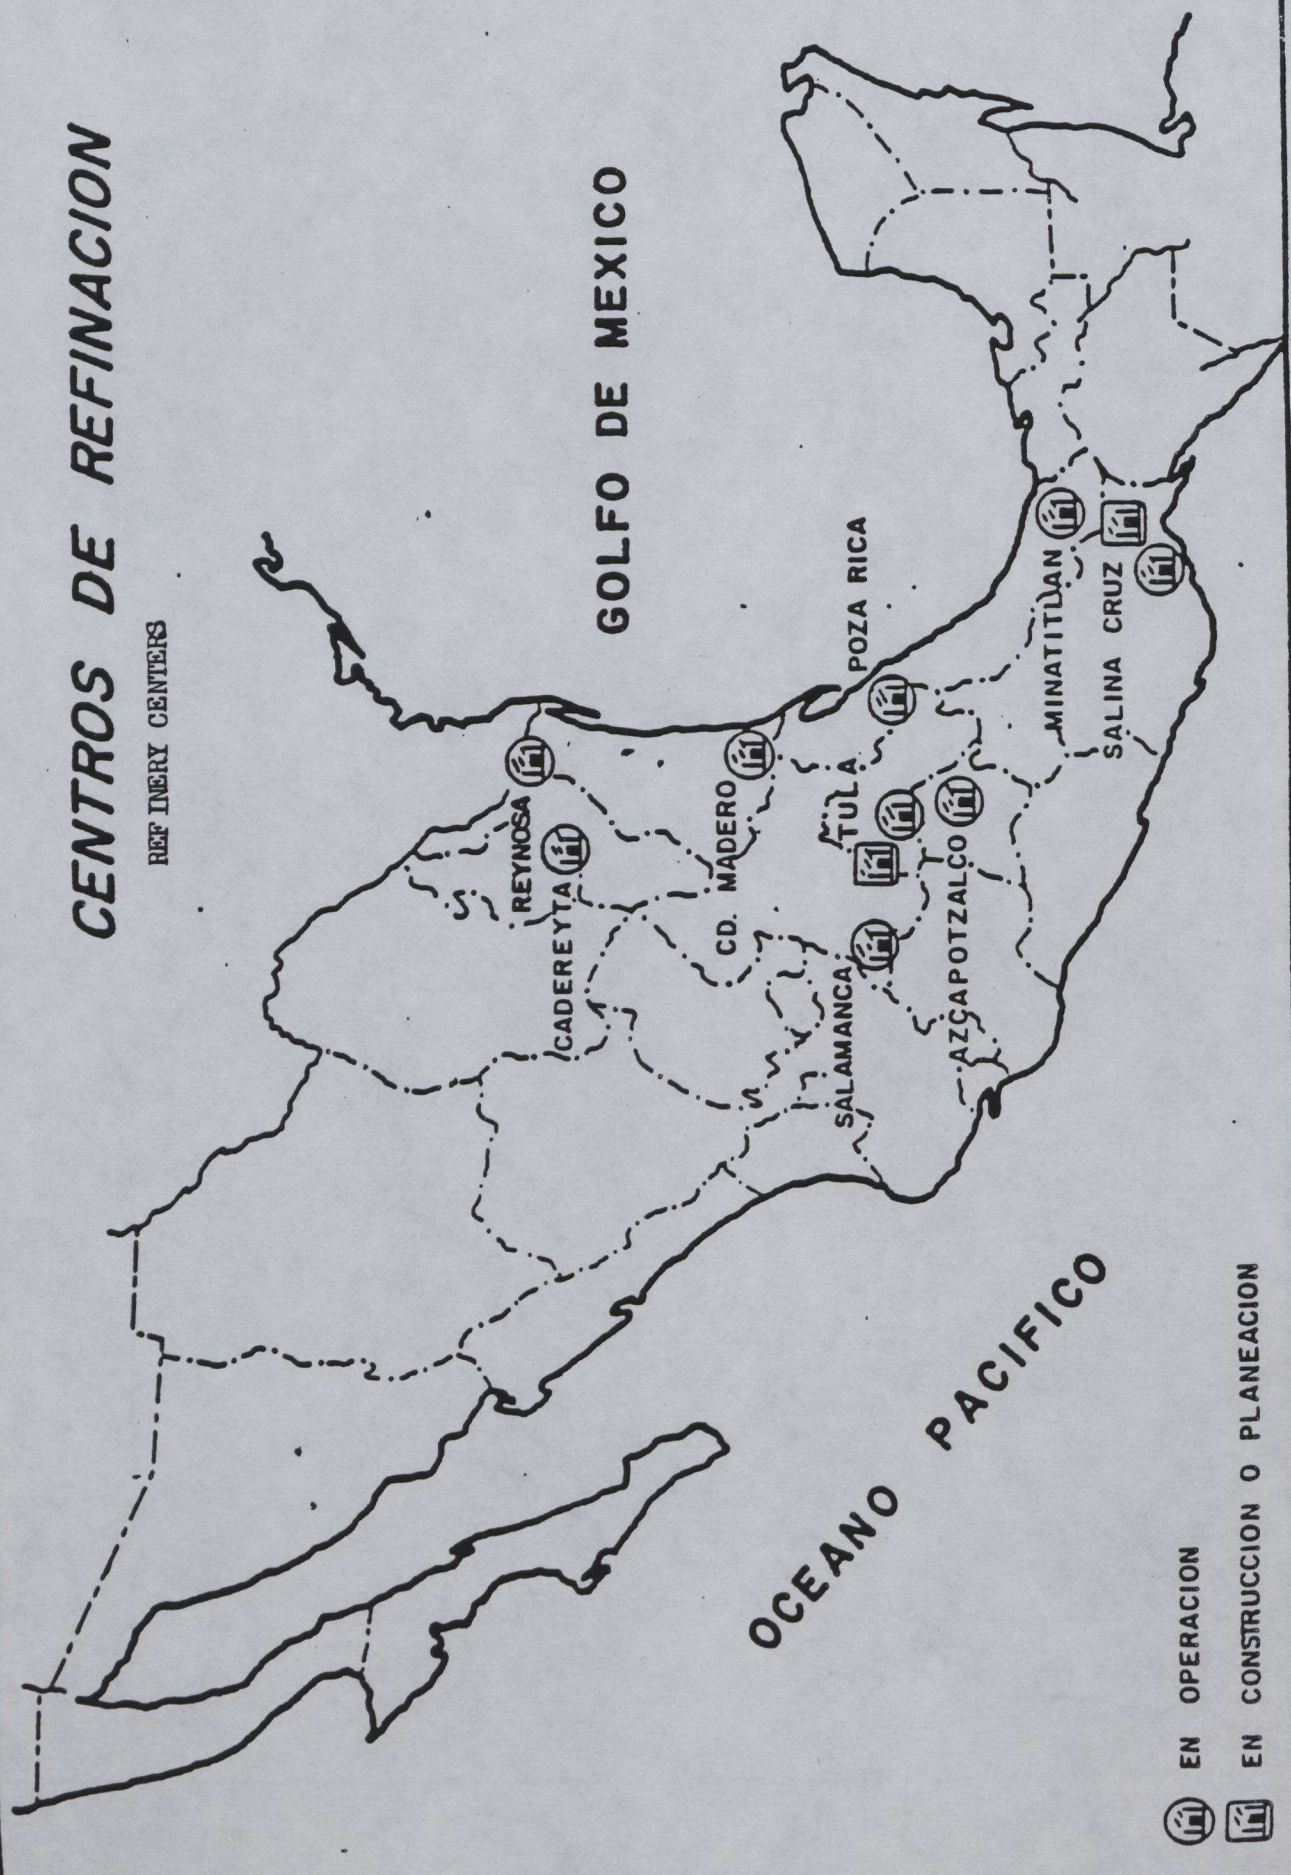 CENTROS DE REFINACION
REFINERY CENTERS
GOLFO DE MEXICO
REYNOSA
CADEREYTA
CD. MADERO
POZA RICA
TULA
SALAMANCA
AZCAPOTZALCO
MINATITLAN
SALINA CRUZ
OCEANO PACIFICO
EN OPERACION
EN CONSTRUCCION O PLANEACION